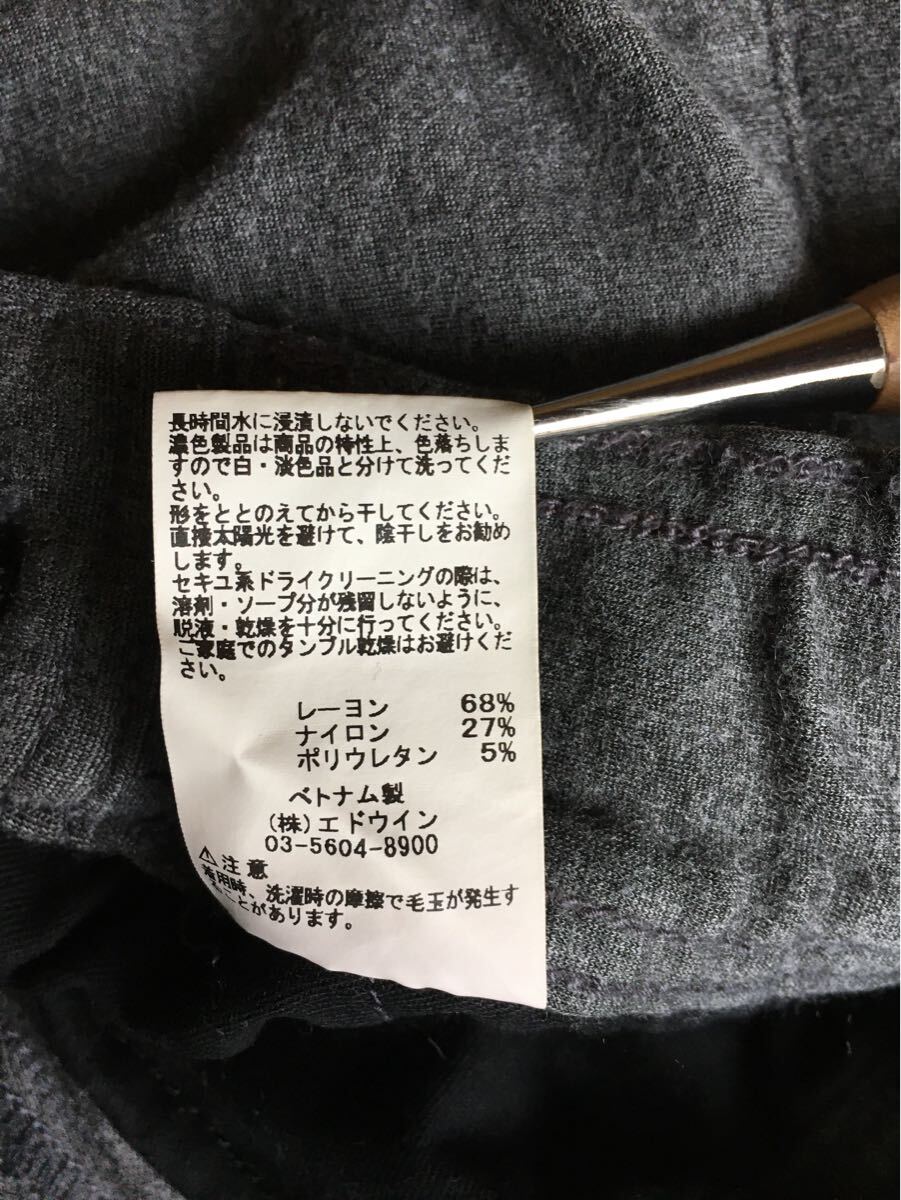 長時間水に浸漬しないでください。
濃色製品は商品の特性上、色落ちしま
すので白・淡色品と分けて洗ってくだ
さい。
形をととのえてから干してください。
直接太陽光を避けて、陰干しをお勧め
します。
セキユ系ドライクリーニングの際は、
溶剤・ソープ分が残留しないように、
脱液・乾燥を十分に行ってください。
ご家庭でのタンブル乾燥はお避けくだ
さい。
レーヨン 68%
ナイロン 27%
ポリウレタン 5%
ベトナム製
(株)エドウイン
03-5604-8900
⚠注意
着用時、洗濯時の摩擦で毛玉が発生す
ることがあります。